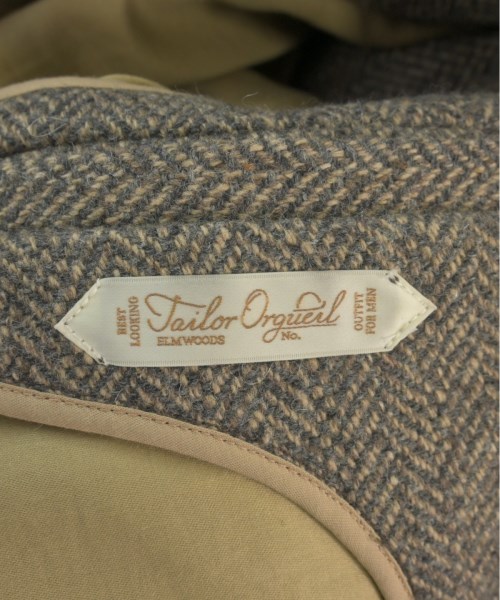 BEST
LOOKING
Tailor Orgueil
ELMWOODS No.
OUTFIT
FOR MEN